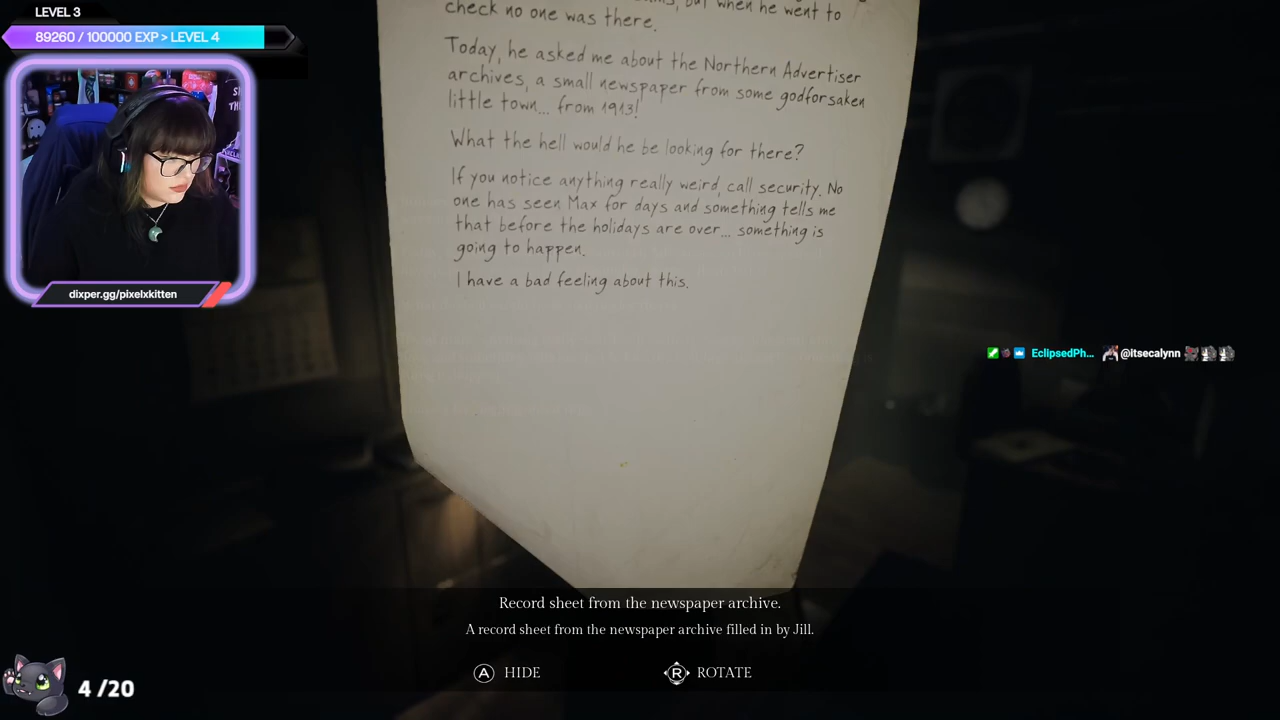 LEVEL 3
89260 / 100000 EXP > LEVEL 4
dixper.gg/pixelxkitten
but when he went to
check no one was there.
Today, he asked me about the Northern Advertiser
archives, a small newspaper from some godforsaken
little town... from 1913!
What the hell would he be looking for there?
If you notice anything really weird, call security. No
one has seen Max for days and something tells me
that before the holidays are over... something is
going to happen.
I have a bad feeling about this.
EclipsedPh... @itsecalynn
Record sheet from the newspaper archive.
A record sheet from the newspaper archive filled in by Jill.
A HIDE
R ROTATE
4 /20